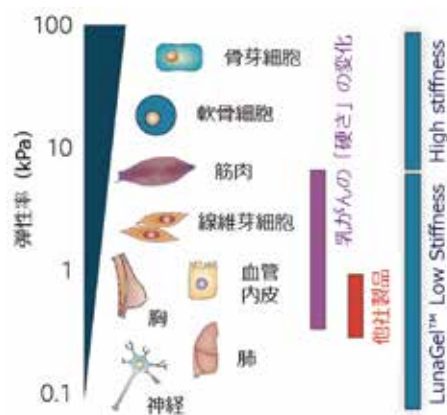 100
10
1
0.1
弾性率 (kPa)
骨芽細胞
軟骨細胞
筋肉
線維芽細胞
血管
内皮
胸
肺
神経
乳がんの「硬さ」の変化
他社製品
High stiffness
LunaGel™ Low Stiffness